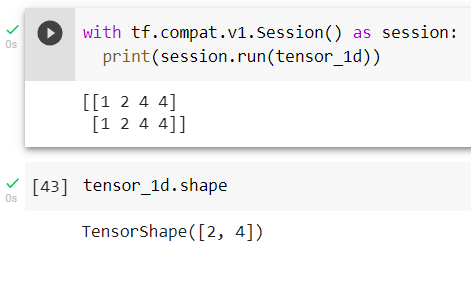 with tf.compat.v1.Session() as session:
0s
  print(session.run(tensor_1d))
[[1 2 4 4]
 [1 2 4 4]]
[43] tensor_1d.shape
0s
TensorShape([2, 4])